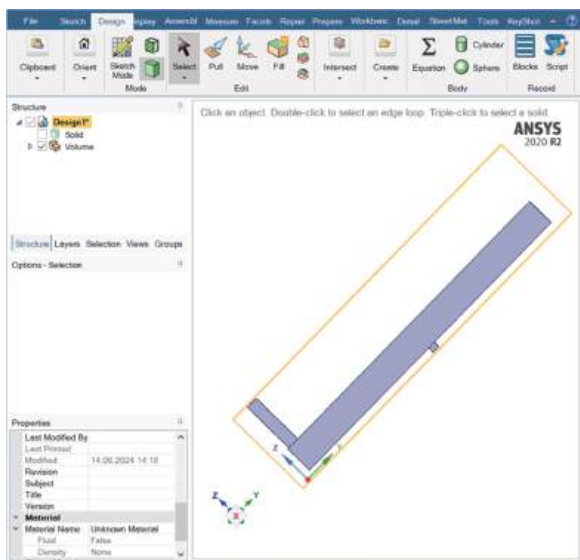 File Sketch Design Display Assembly Measure Facets Repair Prepare Workbenc Detail SheetMet Tools KeyShot
Clipboard Orient Sketch Mode Select Pull Move Fill Intersect Create Equation Cylinder Sphere Blocks Script
Mode Edit Body Record
Structure
Click an object. Double-click to select an edge loop. Triple-click to select a solid.
Design1*
Solid
Volume
ANSYS
2020 R2
Structure Layers Selection Views Groups
Options - Selection
Properties
Last Modified By
Last Printed
Modified 14.06.2024 14:18
Revision
Subject
Title
Version
Material
Material Name Unknown Material
Fluid False
Density None
Z Y
Z Y
X